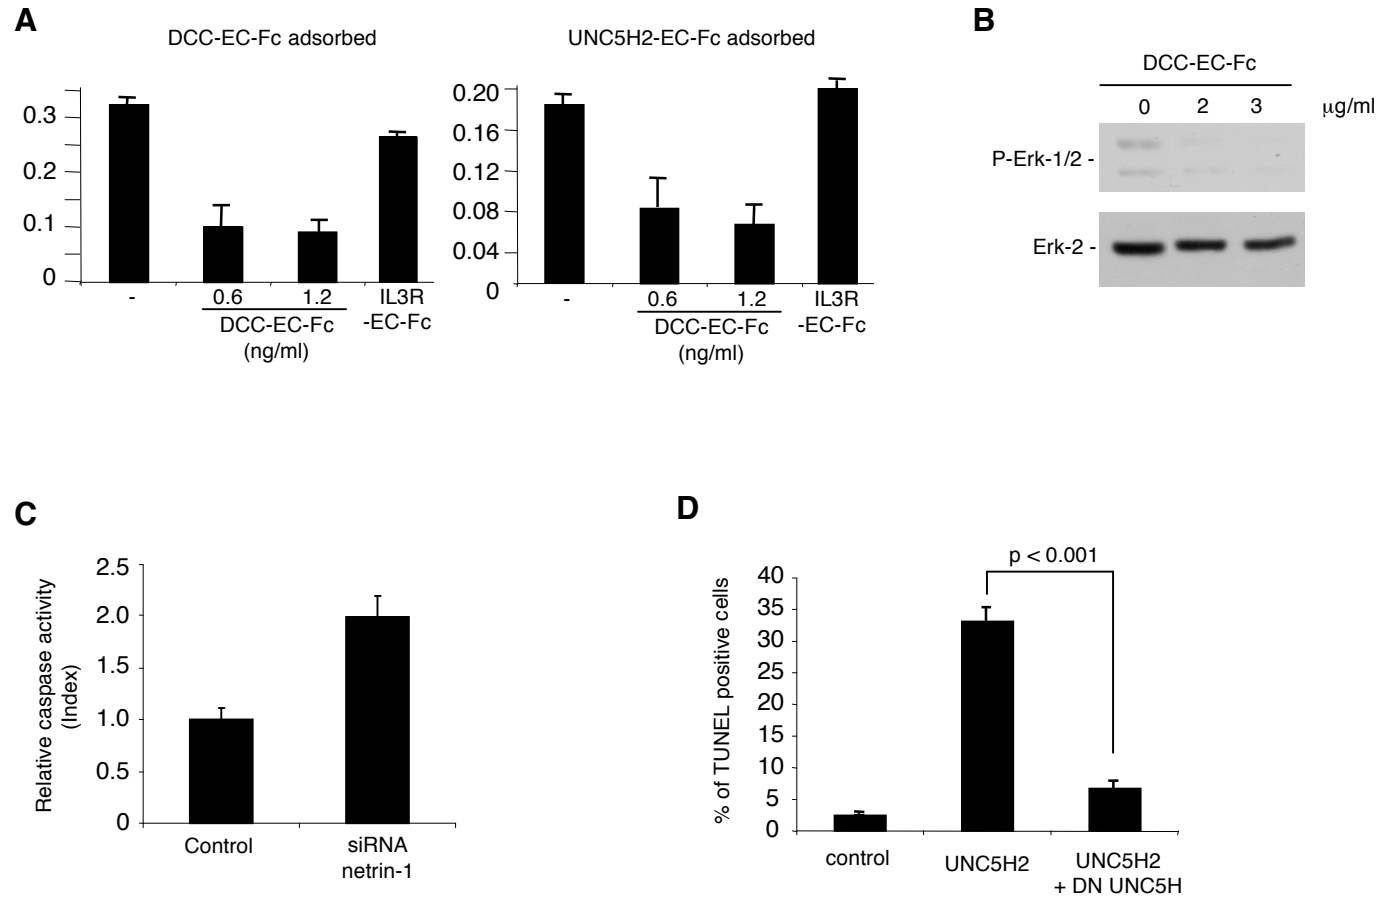 A
DCC-EC-Fc adsorbed
0.3
0.2
0.1
0
-
0.6
1.2
IL3R
-EC-Fc
DCC-EC-Fc
(ng/ml)
UNC5H2-EC-Fc adsorbed
0.20
0.16
0.12
0.08
0.04
0
-
0.6
1.2
IL3R
-EC-Fc
DCC-EC-Fc
(ng/ml)
B
DCC-EC-Fc
0 2 3 μg/ml
P-Erk-1/2 -
Erk-2 -
C
Relative caspase activity
(Index)
2.5
2.0
1.5
1.0
0.5
0
Control
siRNA
netrin-1
D
% of TUNEL positive cells
p < 0.001
40
35
30
25
20
15
10
5
0
control
UNC5H2
UNC5H2
+ DN UNC5H